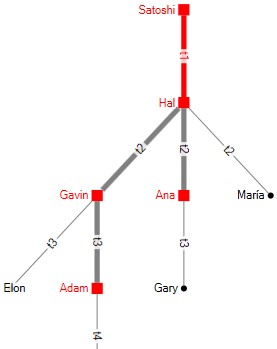 Satoshi
t1
Hal
t2
t2
t2
Gavin
Ana
María
t3
t3
t3
Elon
Adam
Gary
t4